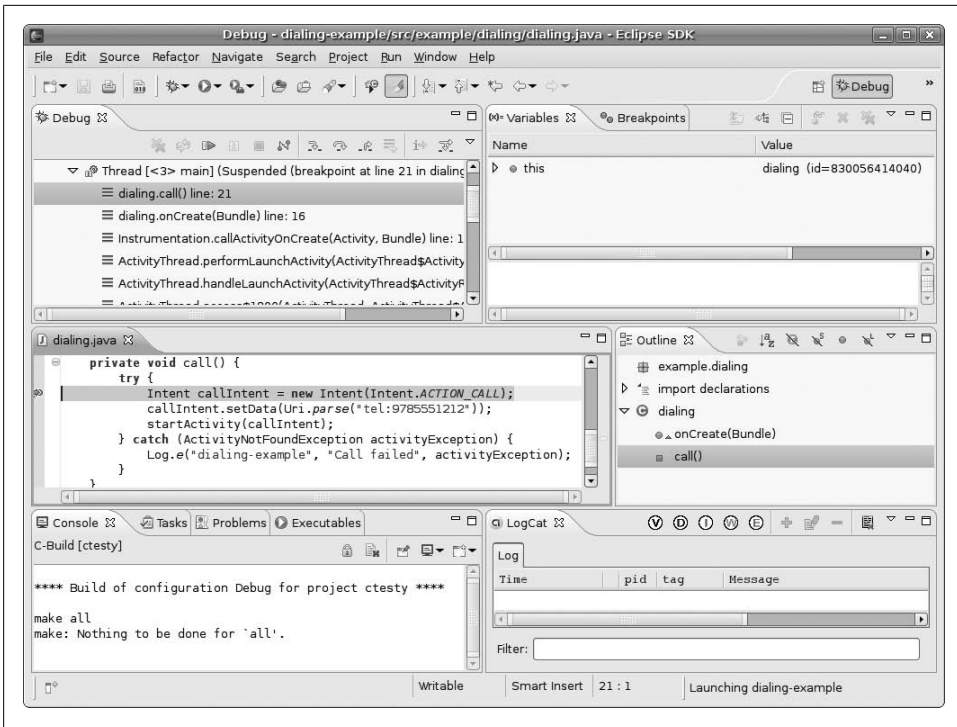 Debug - dialing-example/src/example/dialing/dialing.java - Eclipse SDK
File Edit Source Refactor Navigate Search Project Run Window Help
Debug
»
Debug
Thread [<3> main] (Suspended (breakpoint at line 21 in dialing
dialing.call() line: 21
dialing.onCreate(Bundle) line: 16
Instrumentation.callActivityOnCreate(Activity, Bundle) line: 1
ActivityThread.performLaunchActivity(ActivityThread$Activity
ActivityThread.handleLaunchActivity(ActivityThread$ActivityR
(x)= Variables Breakpoints
Name Value
this dialing (id=830056414040)
dialing.java
private void call() {
try {
Intent callIntent = new Intent(Intent.ACTION_CALL);
callIntent.setData(Uri.parse("tel:9785551212"));
startActivity(callIntent);
} catch (ActivityNotFoundException activityException) {
Log.e("dialing-example", "Call failed", activityException);
}
}
Outline
example.dialing
import declarations
dialing
onCreate(Bundle)
call()
Console Tasks Problems Executables
C-Build [ctesty]
**** Build of configuration Debug for project ctesty ****
make all
make: Nothing to be done for `all'.
LogCat
V D I W E
Log
Time pid tag Message
Filter:
Writable Smart Insert 21 : 1 Launching dialing-example